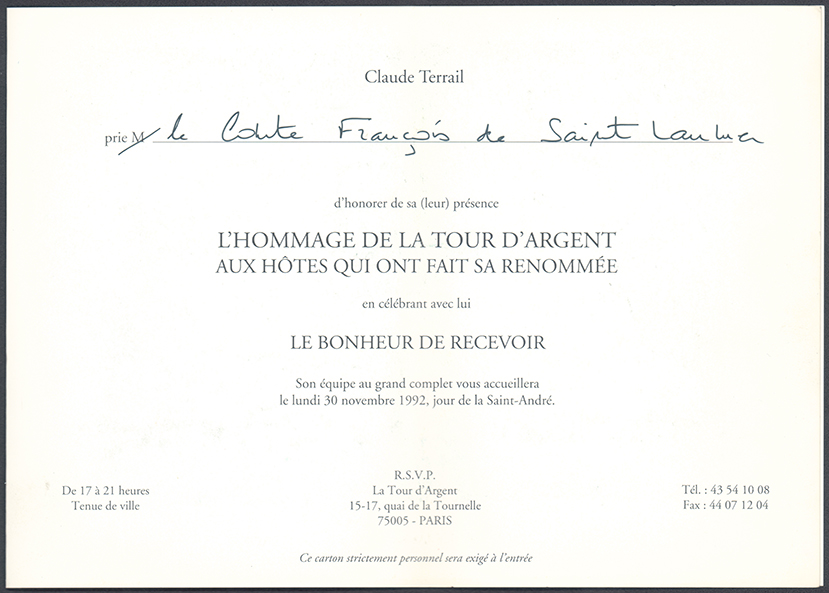 Claude Terrail
prie M le Comte François de Saint
d'honorer de sa (leur) présence
L'HOMMAGE DE LA TOUR D'ARGENT
AUX HÔTES QUI ONT FAIT SA RENOMMÉE
en célébrant avec lui
LE BONHEUR DE RECEVOIR
Son équipe au grand complet vous accueillera
le lundi 30 novembre 1992, jour de la Saint-André.
De 17 à 21 heures
Tenue de ville
R.S.V.P.
La Tour d'Argent
15-17, quai de la Tournelle
75005 - PARIS
Tél. : 43 54 10 08
Fax : 44 07 12 04
Ce carton strictement personnel sera exigé à l'entrée